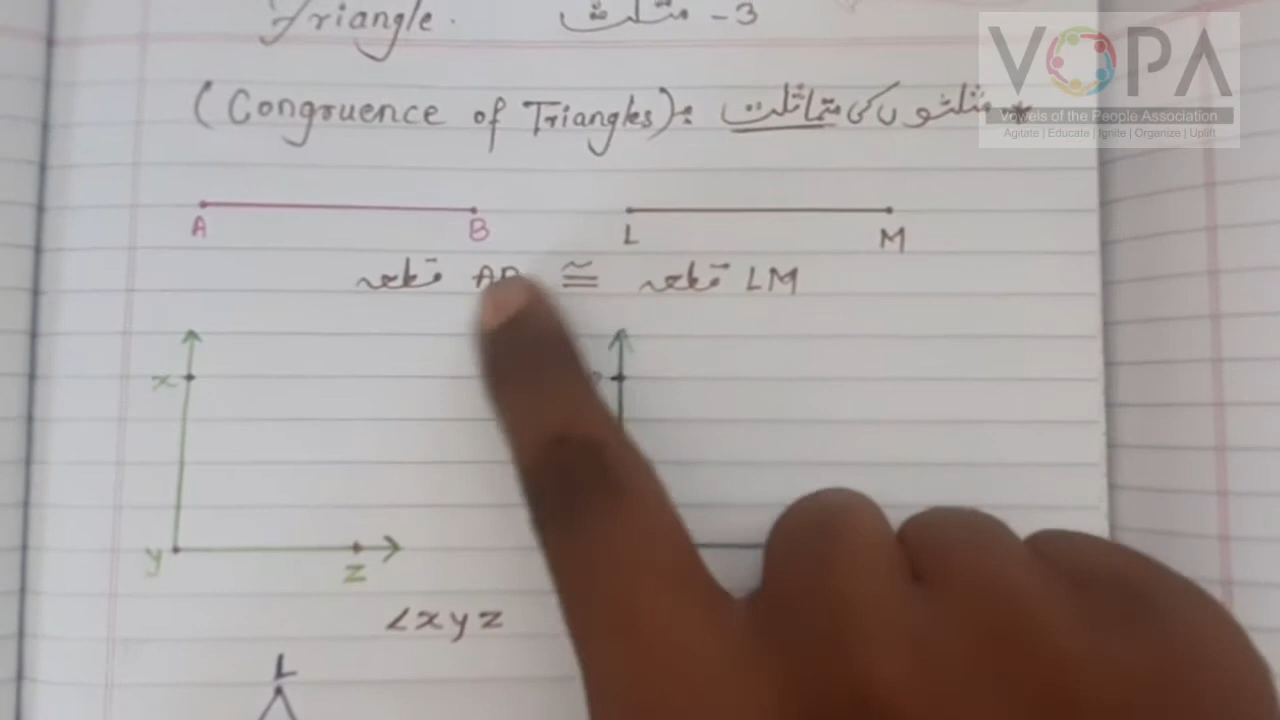 Triangle. 3- مثلث
(Congruence of Triangles): مثلثوں کی متماثلت
A B L M
قطعہ AB ≅ قطعہ LM
x
y z
∠xyz
L
VOPA
Vowels of the People Association
Agitate | Educate | Ignite | Organize | Uplift